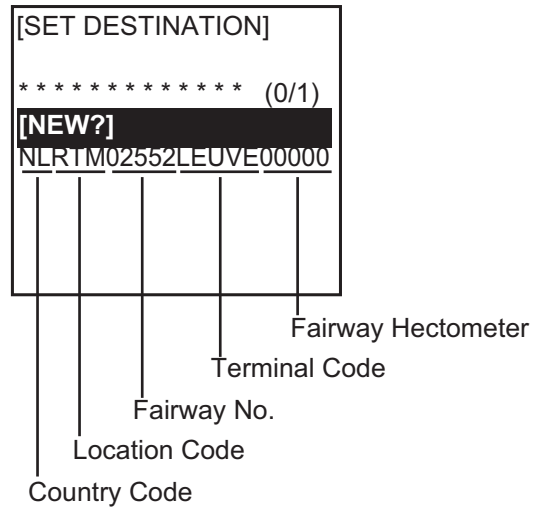 [SET DESTINATION]
* * * * * * * * * * * * * (0/1)
[NEW?]
NLRTM02552LEUVE00000
Fairway Hectometer
Terminal Code
Fairway No.
Location Code
Country Code